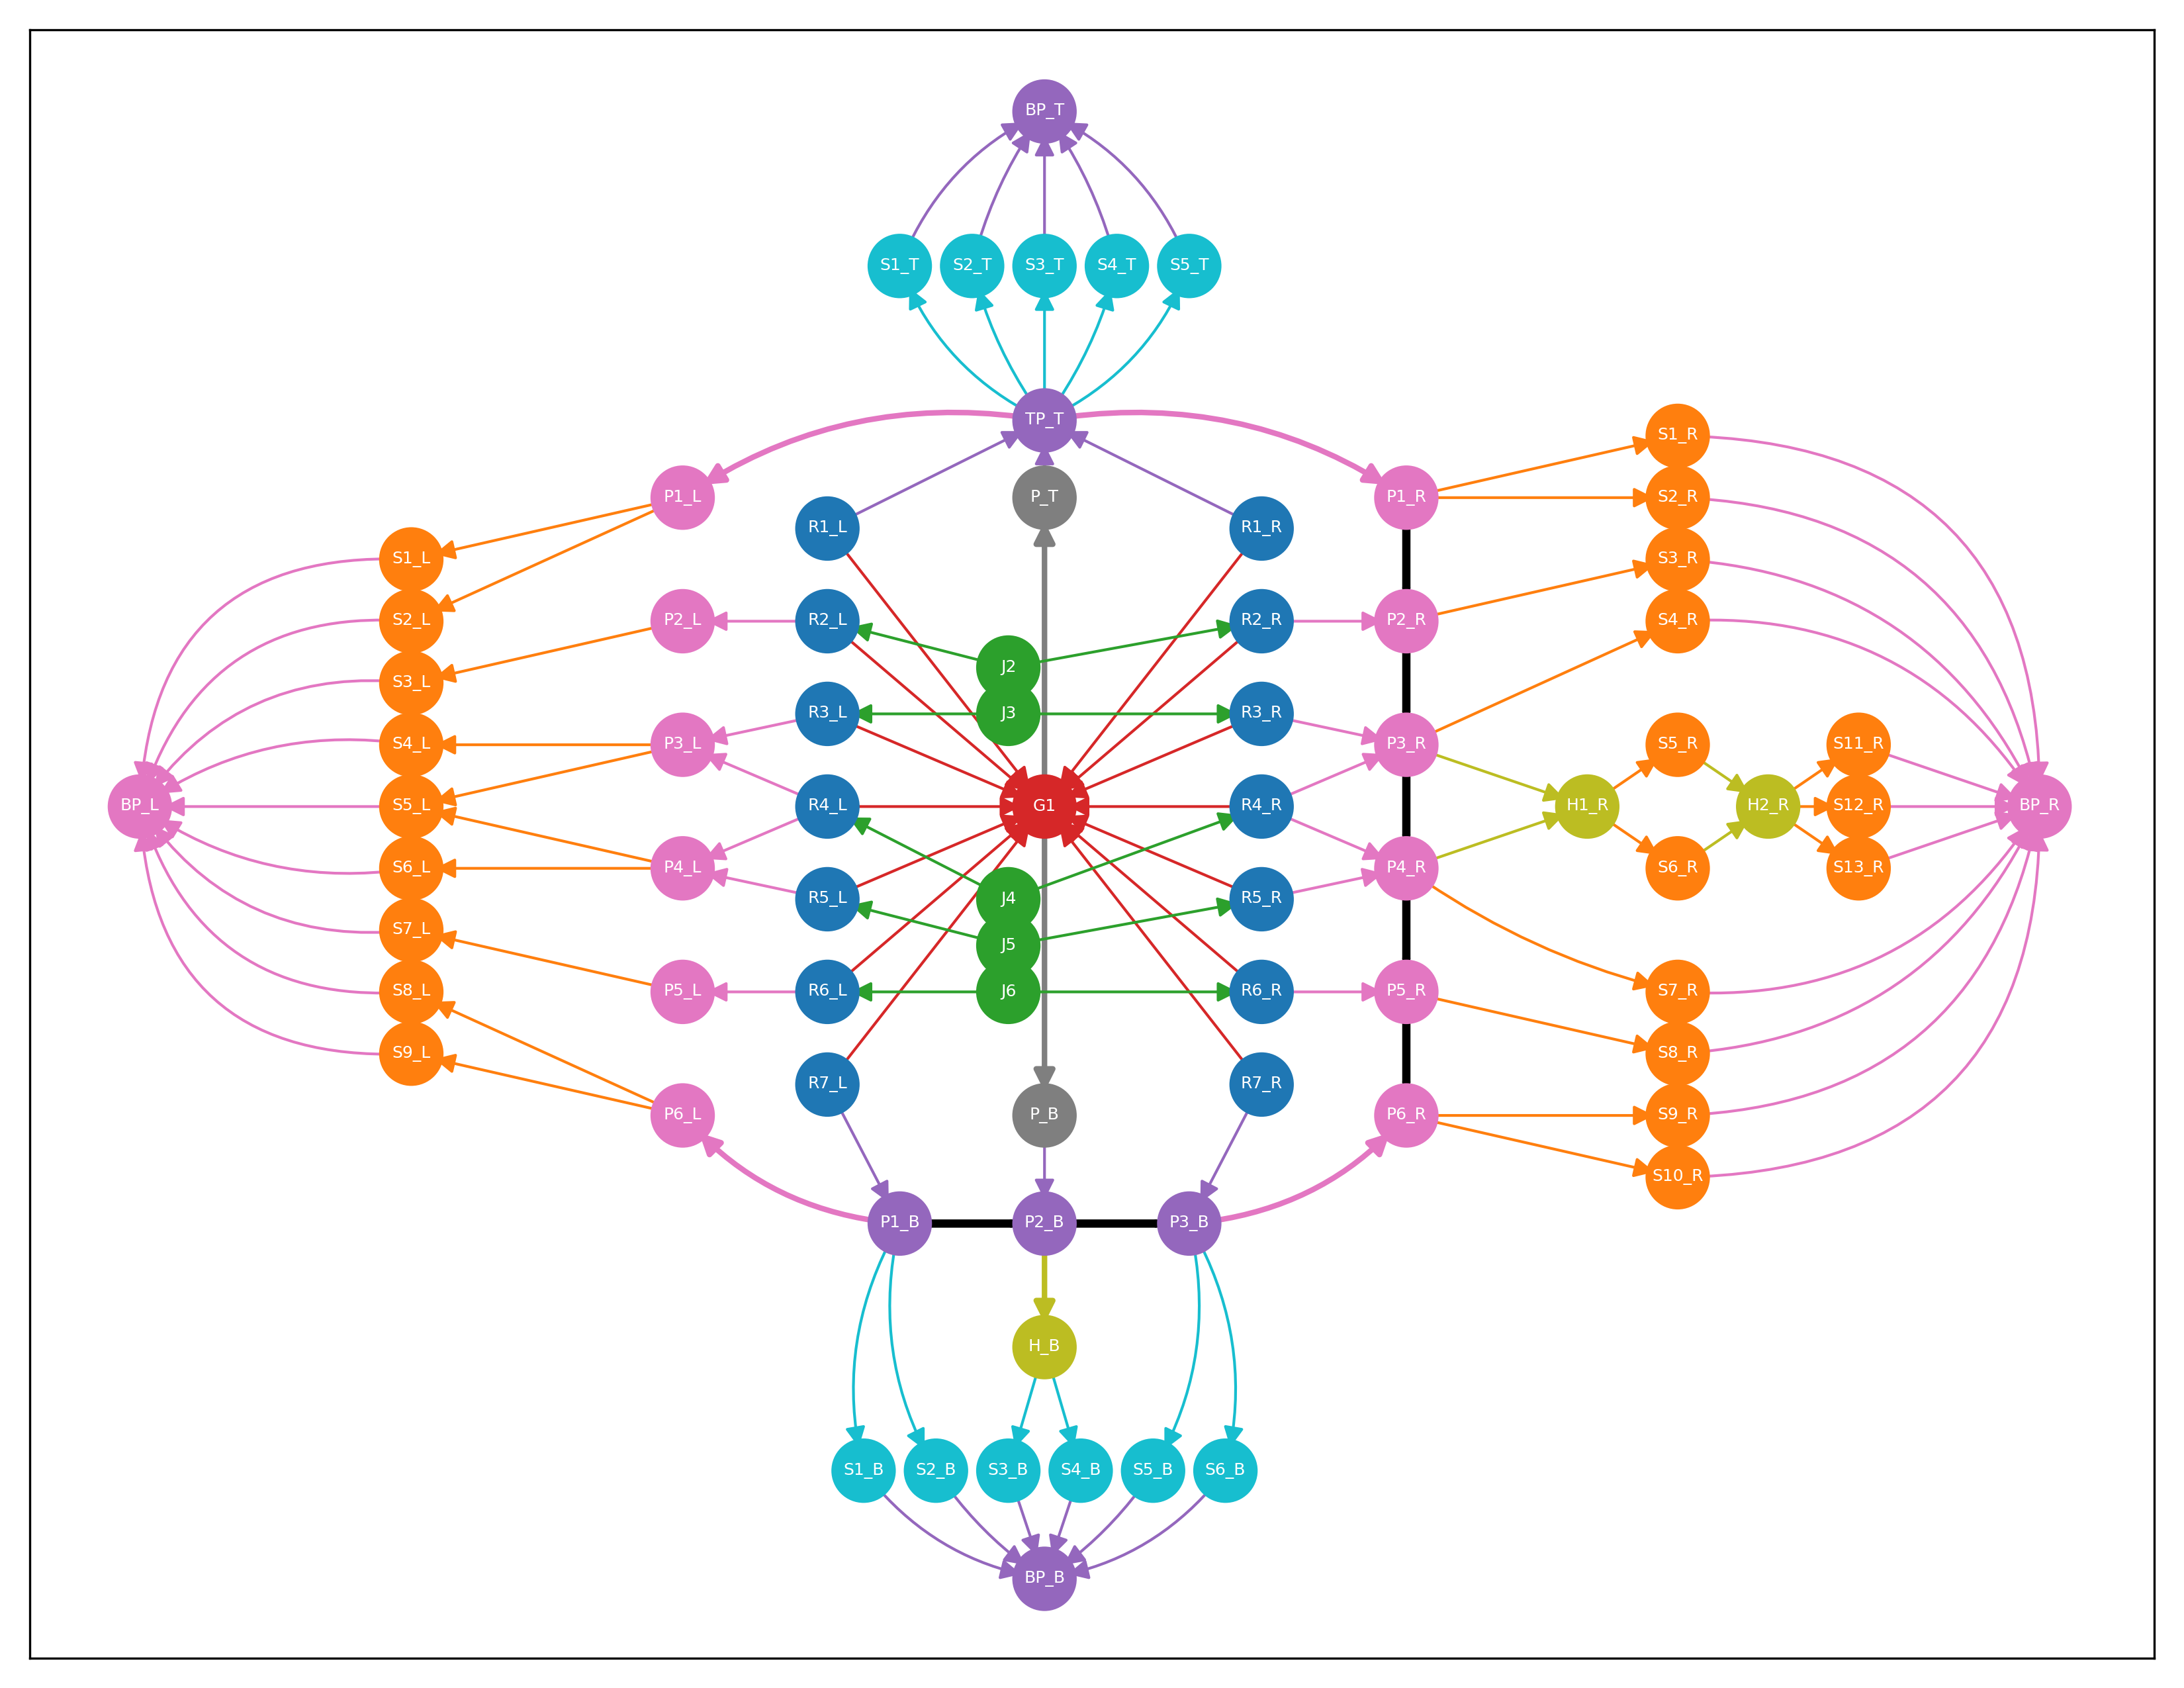 BP_T
S1_T S2_T S3_T S4_T S5_T
TP_T
S1_R
P1_L P_T P1_R S2_R
R1_L R1_R
S1_L S3_R
S2_L P2_L R2_L R2_R P2_R S4_R
J2
S3_L
R3_L J3 R3_R
S4_L P3_L P3_R S5_R S11_R
BP_L S5_L R4_L G1 R4_R H1_R H2_R S12_R BP_R
S6_L P4_L P4_R S6_R S13_R
R5_L J4 R5_R
S7_L
J5
S8_L P5_L R6_L J6 R6_R P5_R S7_R
S9_L S8_R
R7_L R7_R
P6_L P_B P6_R S9_R
S10_R
P1_B P2_B P3_B
H_B
S1_B S2_B S3_B S4_B S5_B S6_B
BP_B